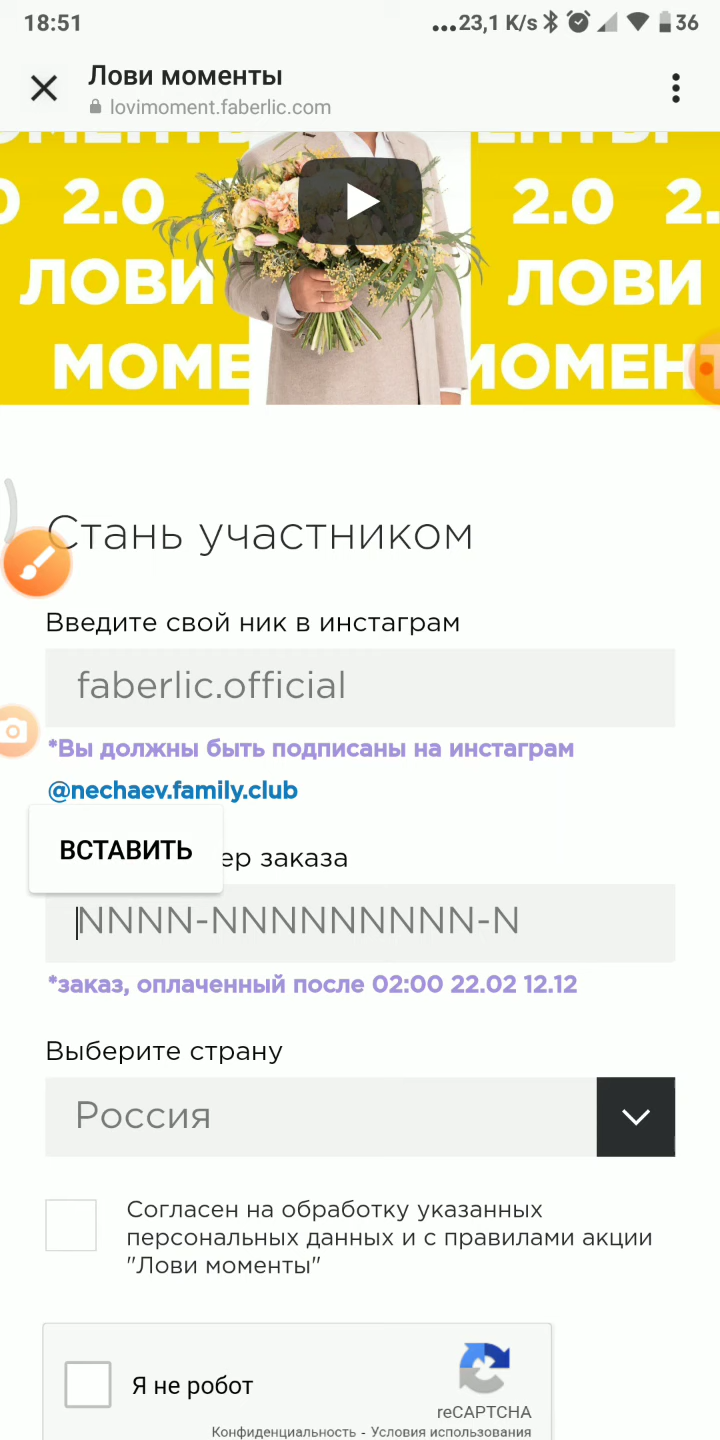 18:51
...23,1 K/s
36
Лови моменты
lovimoment.faberlic.com
2.0
2.0
2.
ЛОВИ
ЛОВИ
МОМЕ
МОМЕНТ
Стань участником
Введите свой ник в инстаграм
faberlic.official
*Вы должны быть подписаны на инстаграм
@nechaev.family.club
ВСТАВИТЬ
ер заказа
NNNN-NNNNNNNNN-N
*заказ, оплаченный после 02:00 22.02 12.12
Выберите страну
Россия
Согласен на обработку указанных
персональных данных и с правилами акции
"Лови моменты"
Я не робот
reCAPTCHA
Конфиденциальность - Условия использования